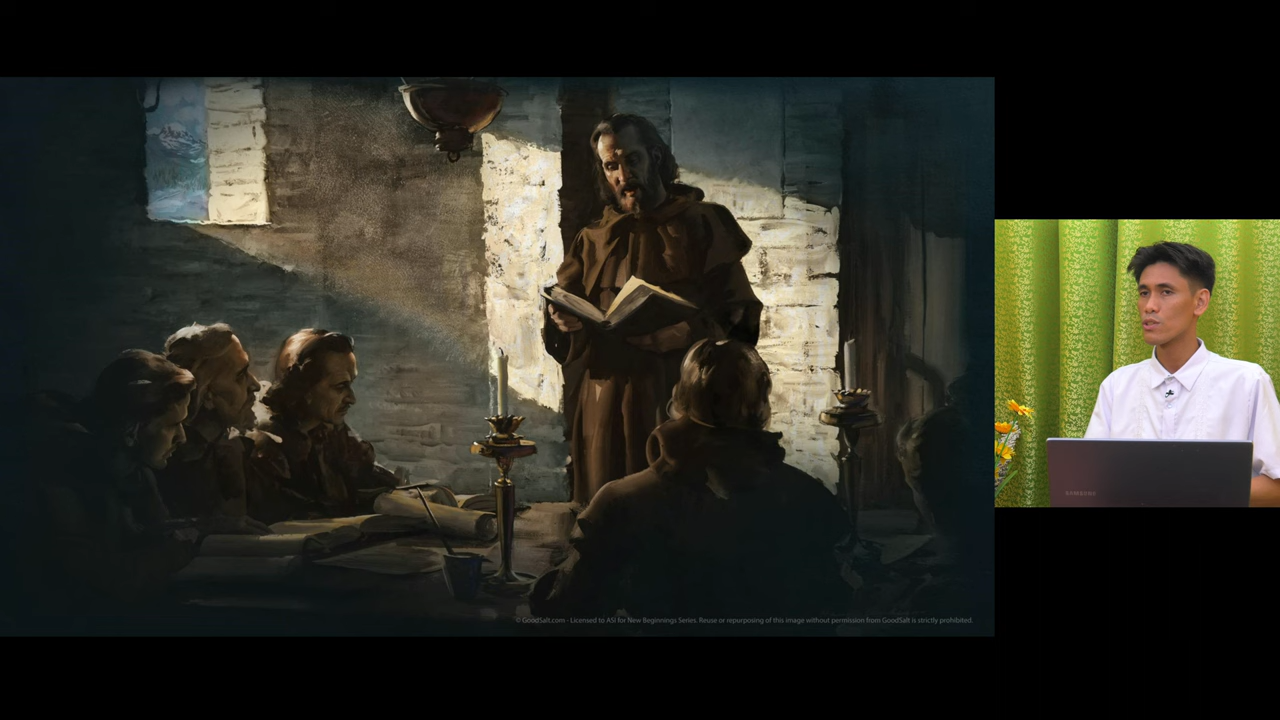 © GoodSalt.com - Licensed to ASI for New Beginnings Series. Reuse or repurposing of this image without permission from GoodSalt is strictly prohibited.
SAMSUNG